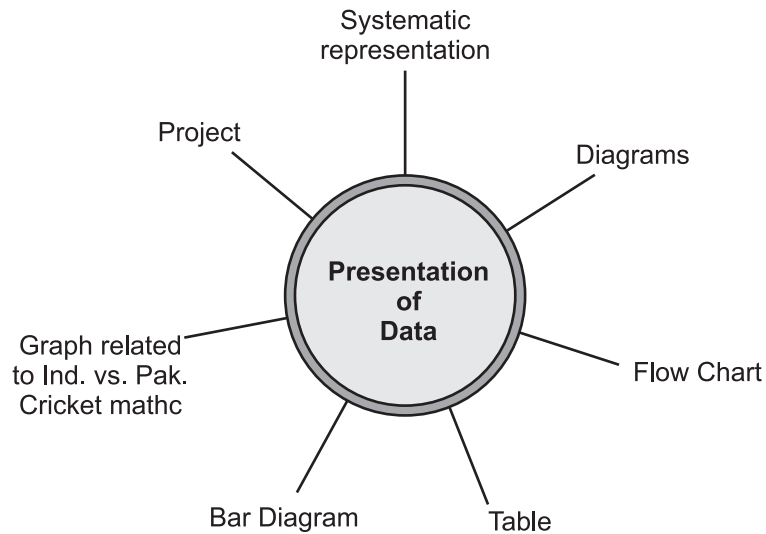 Systematic
representation
Project
Diagrams
Presentation
of
Data
Graph related
to Ind. vs. Pak.
Cricket mathc
Flow Chart
Bar Diagram
Table